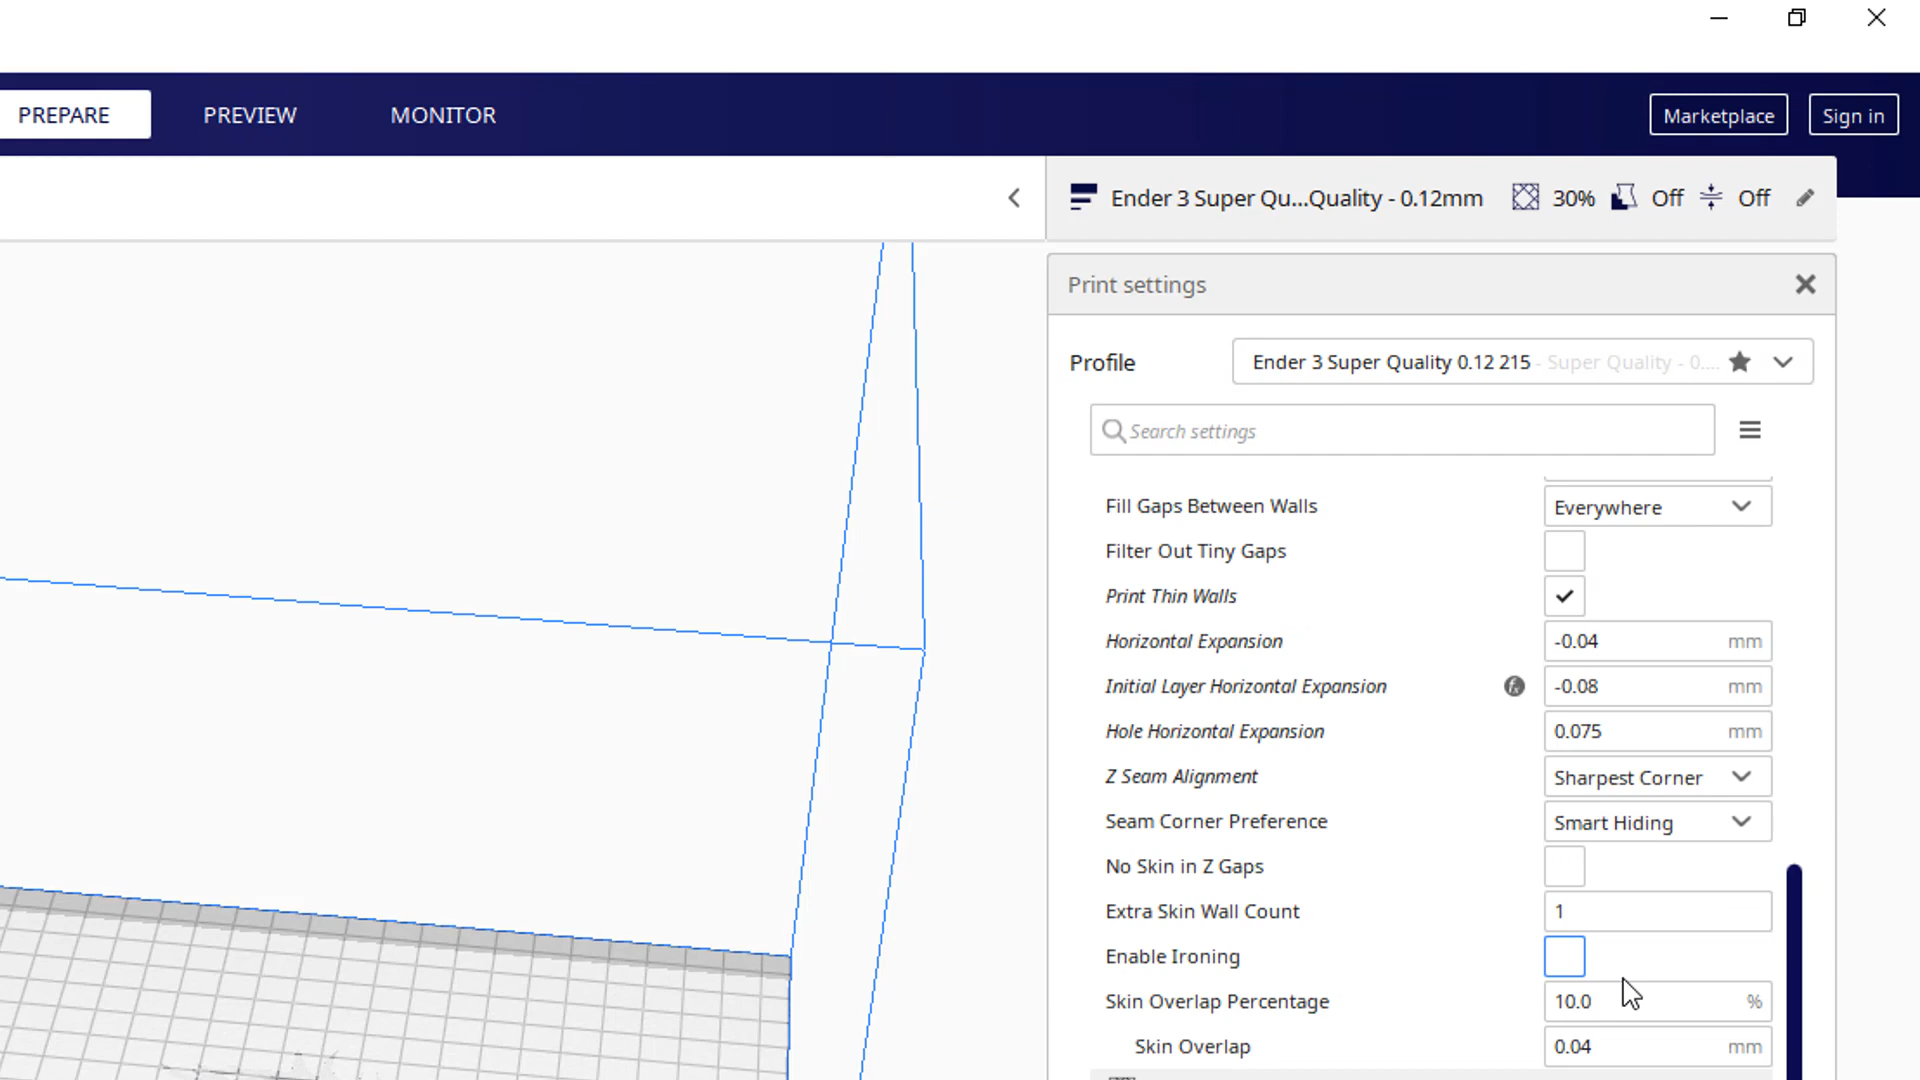 PREPARE PREVIEW MONITOR Marketplace Sign in
Ender 3 Super Qu...Quality - 0.12mm 30% Off Off
Print settings
Profile Ender 3 Super Quality 0.12 215 - Super Quality - 0....
Search settings
Fill Gaps Between Walls Everywhere
Filter Out Tiny Gaps
Print Thin Walls
Horizontal Expansion -0.04 mm
Initial Layer Horizontal Expansion -0.08 mm
Hole Horizontal Expansion 0.075 mm
Z Seam Alignment Sharpest Corner
Seam Corner Preference Smart Hiding
No Skin in Z Gaps
Extra Skin Wall Count 1
Enable Ironing
Skin Overlap Percentage 10.0 %
Skin Overlap 0.04 mm